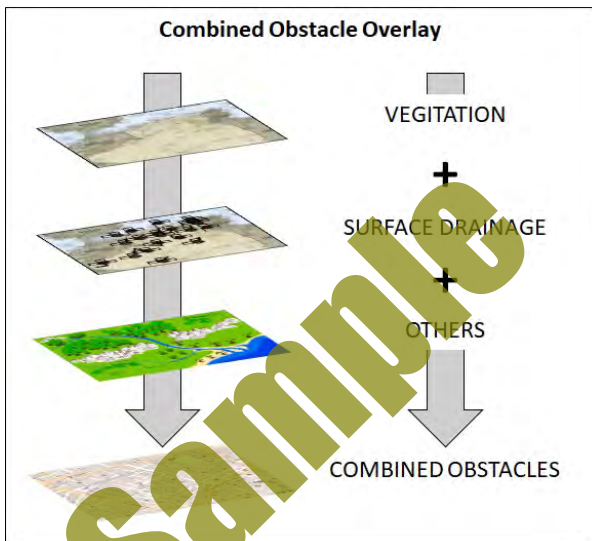 Combined Obstacle Overlay
VEGITATION
+
SURFACE DRAINAGE
+
OTHERS
COMBINED OBSTACLES
Sample